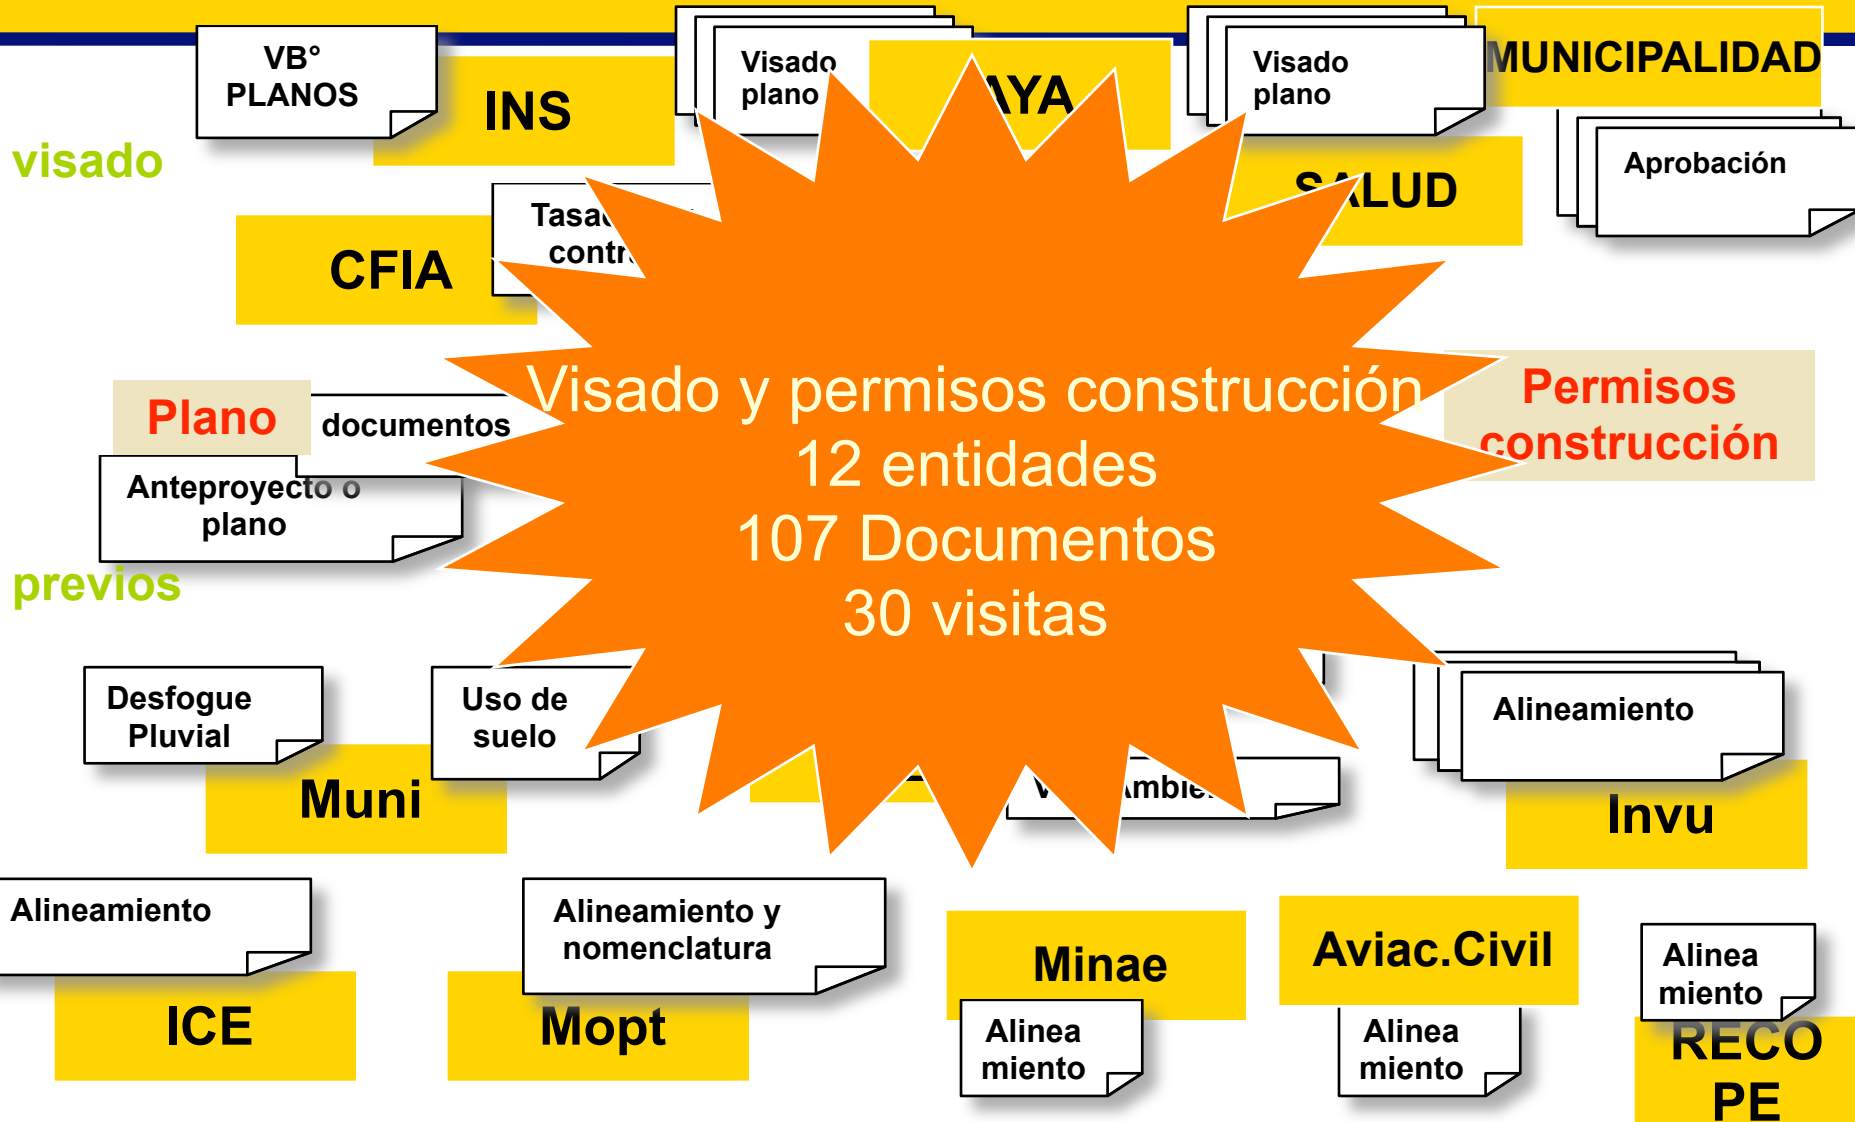 VB°
PLANOS
INS
Visado
plano
AYA
Visado
plano
MUNICIPALIDAD
visado
Aprobación
SALUD
CFIA
Plano
documentos
Anteproyecto o
plano
Visado y permisos construcción
12 entidades
107 Documentos
30 visitas
Permisos
construcción
previos
Desfogue
Pluvial
Uso de
suelo
Muni
Alineamiento
Invu
Alineamiento
ICE
Alineamiento y
nomenclatura
Mopt
Minae
Alinea
miento
Aviac.Civil
Alinea
miento
Alinea
miento
RECO
PE